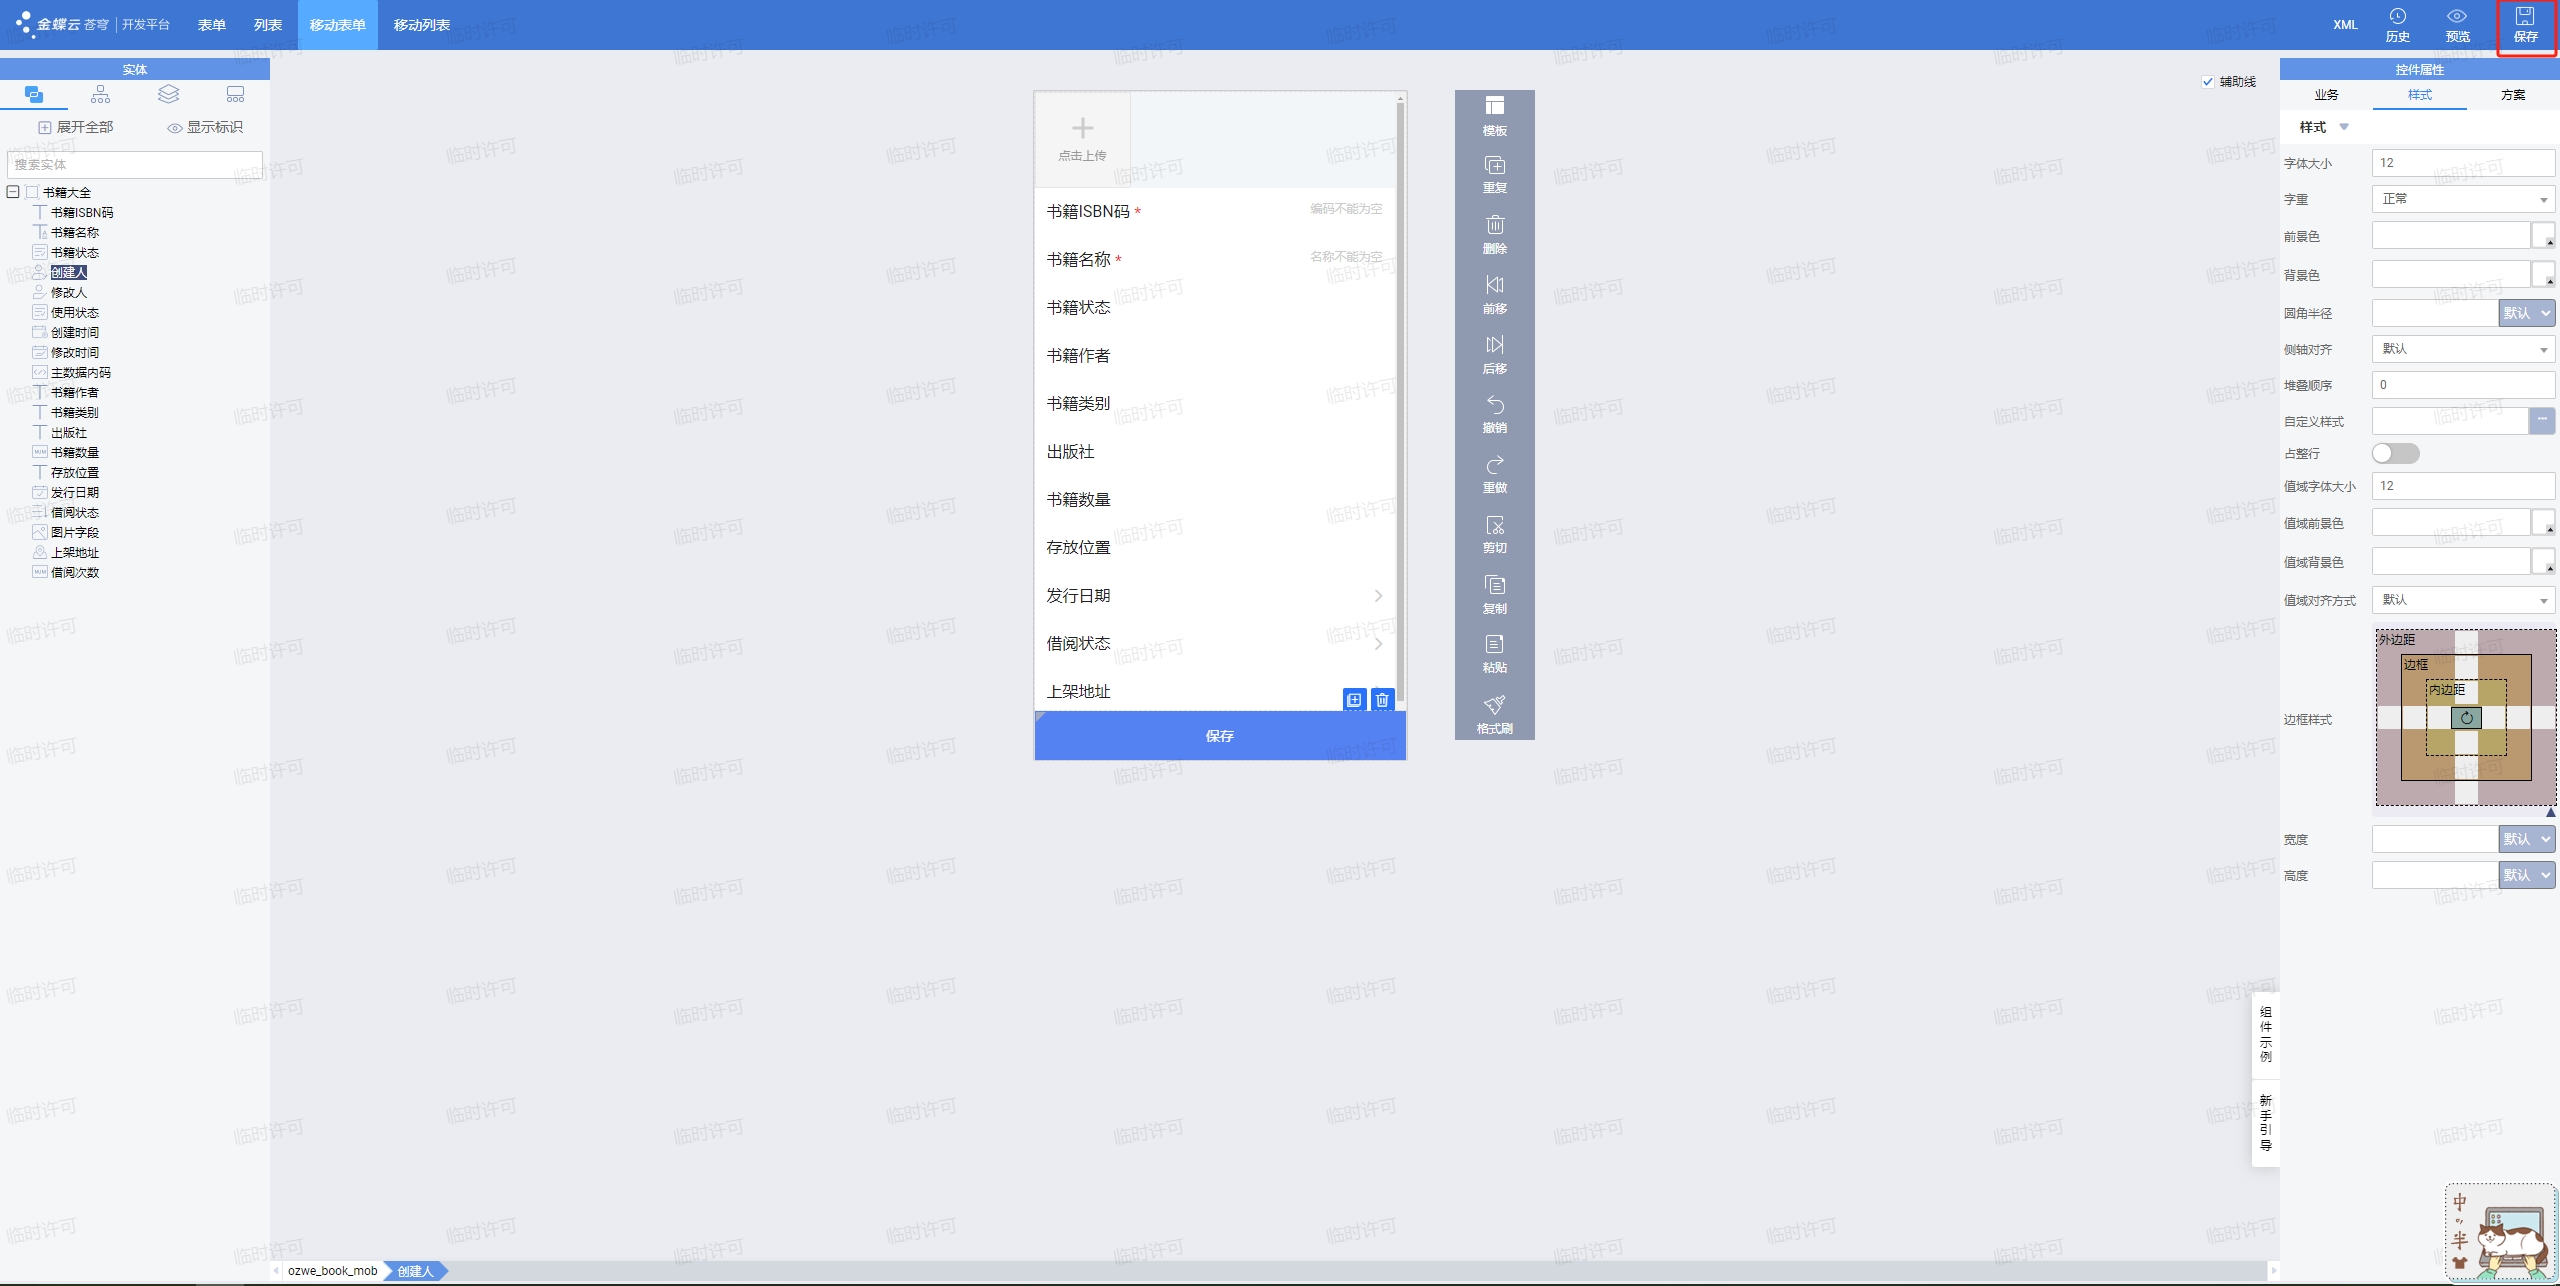 金蝶云 苍穹 | 开发平台 表单 列表 移动表单 移动列表 XML 历史 预览 保存
实体
展开全部 显示标识
搜索实体
书籍大全
书籍ISBN码
书籍名称
书籍状态
创建人
修改人
使用状态
创建时间
修改时间
主数据内码
书籍作者
书籍类别
出版社
书籍数量
存放位置
发行日期
借阅状态
图片字段
上架地址
借阅次数
点击上传
书籍ISBN码 * 编码不能为空
书籍名称 * 名称不能为空
书籍状态
书籍作者
书籍类别
出版社
书籍数量
存放位置
发行日期
借阅状态
上架地址
保存
模板
重复
删除
前移
后移
撤销
重做
剪切
复制
粘贴
格式刷
辅助线
控件属性
业务 样式 方案
样式
字体大小 12
字重 正常
前景色
背景色
圆角半径 默认
侧轴对齐 默认
堆叠顺序 0
自定义样式 ...
占整行
值域字体大小 12
值域前景色
值域背景色
值域对齐方式 默认
边框样式
外边距
边框
内边距
宽度 默认
高度 默认
组件示例
新手引导
中
半
ozwe_book_mob 创建人
临时许可